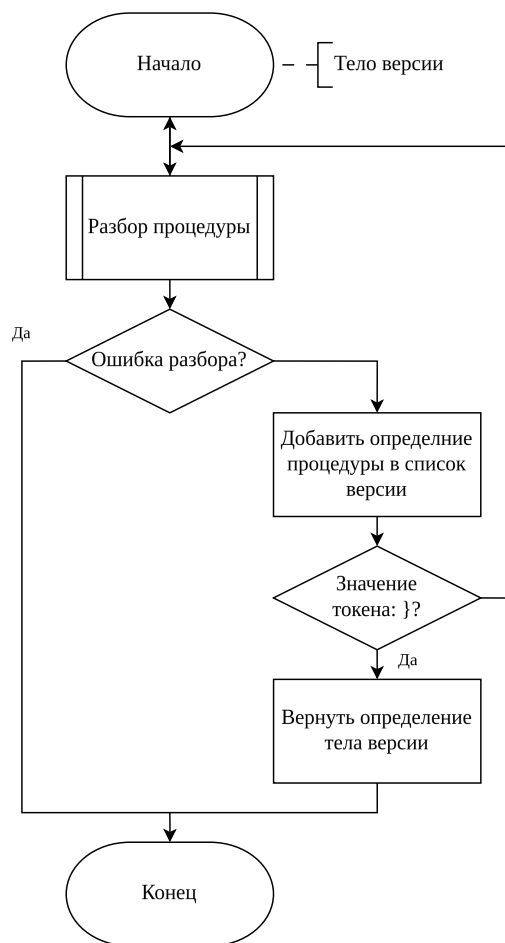 Начало
Тело версии
Разбор процедуры
Да
Ошибка разбора?
Добавить определние
процедуры в список
версии
Значение
токена: }?
Да
Вернуть определение
тела версии
Конец